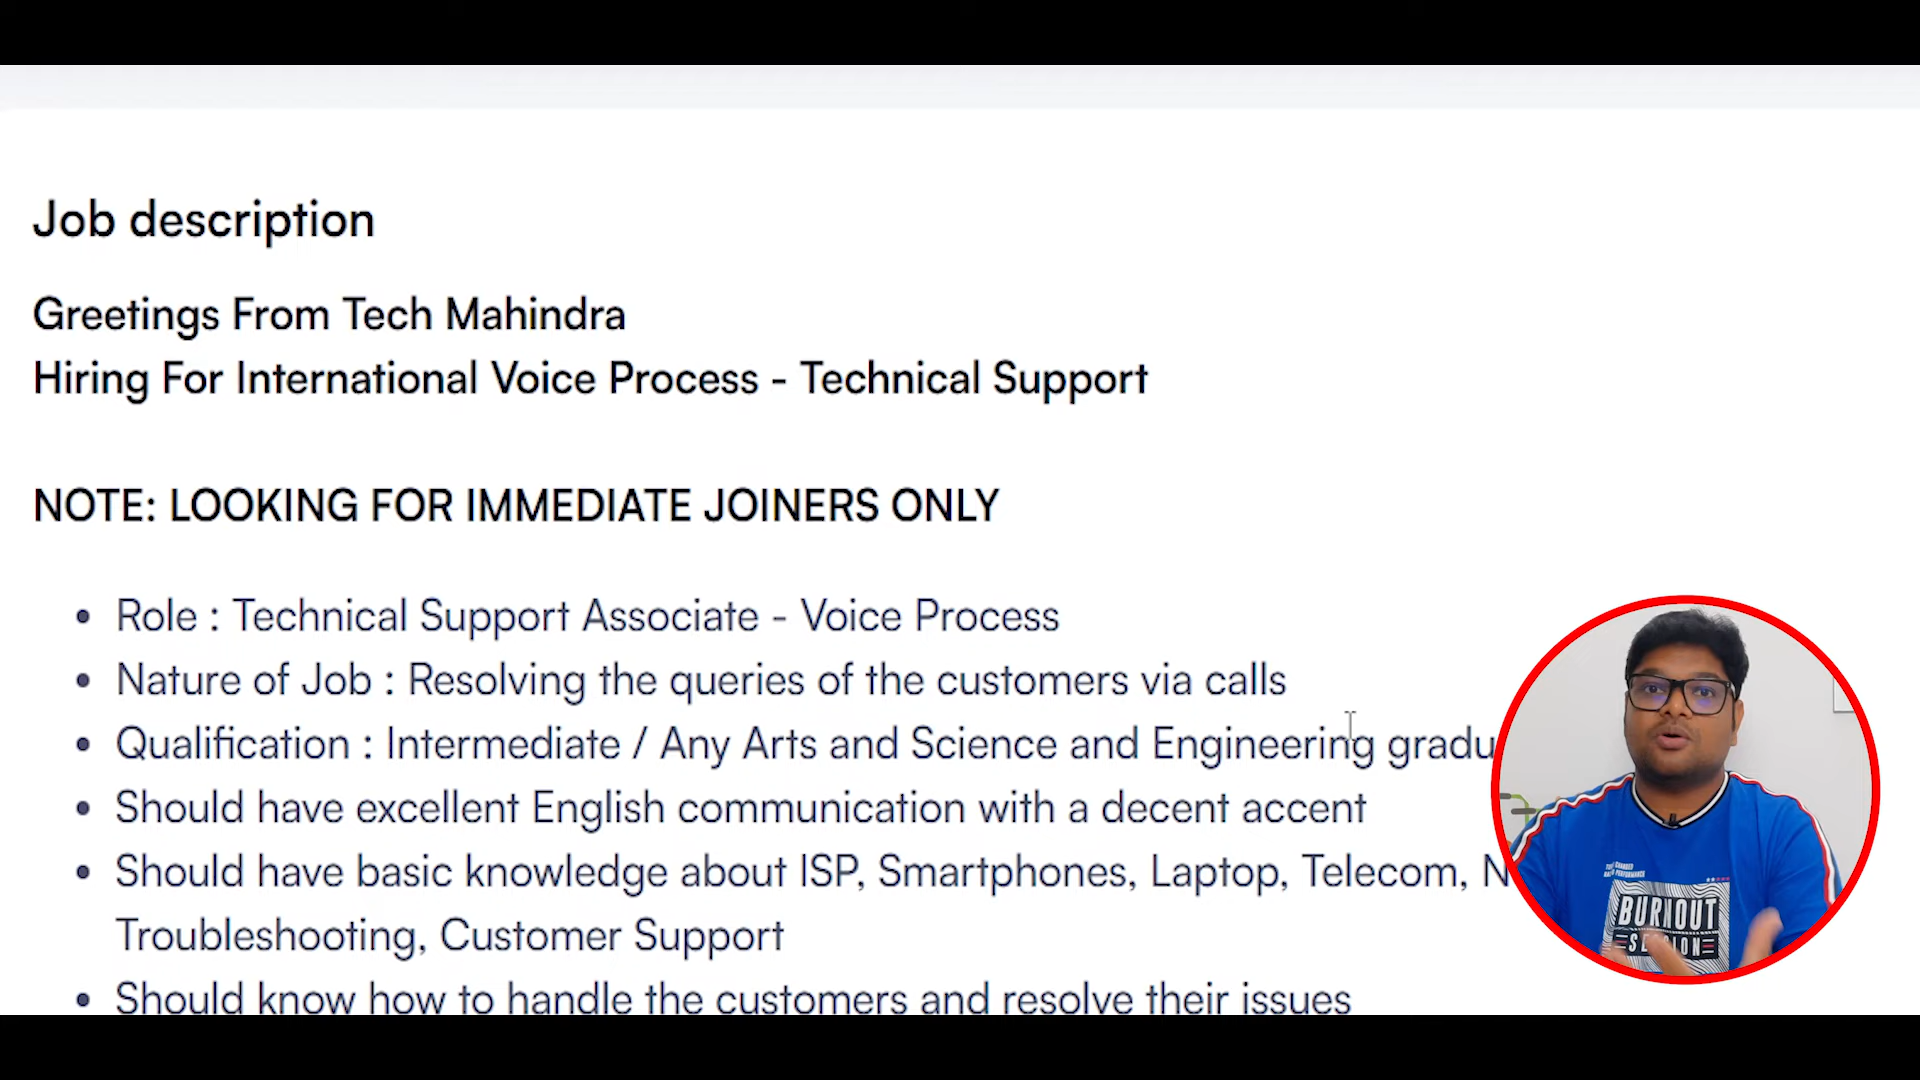 Job description
Greetings From Tech Mahindra
Hiring For International Voice Process - Technical Support
NOTE: LOOKING FOR IMMEDIATE JOINERS ONLY
• Role : Technical Support Associate - Voice Process
• Nature of Job : Resolving the queries of the customers via calls
• Qualification : Intermediate / Any Arts and Science and Engineering gradu
• Should have excellent English communication with a decent accent
• Should have basic knowledge about ISP, Smartphones, Laptop, Telecom, N
Troubleshooting, Customer Support
• Should know how to handle the customers and resolve their issues
BURNOUT